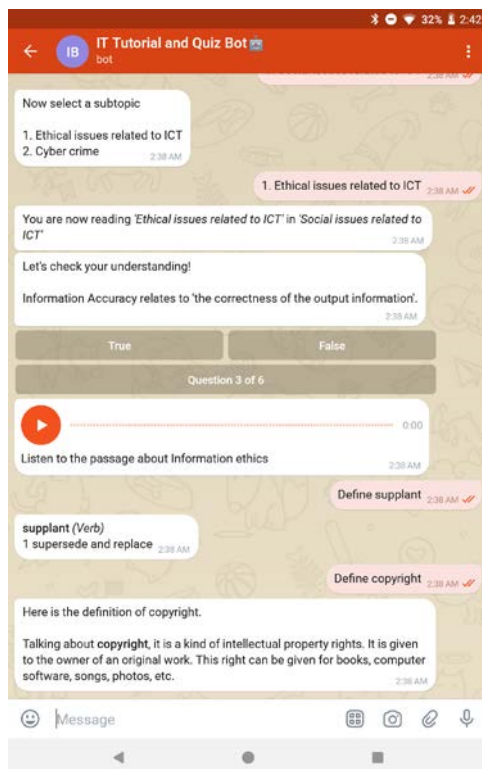 32% 2:42
IB
IT Tutorial and Quiz Bot
bot
2:38 AM
Now select a subtopic
1. Ethical issues related to ICT
2. Cyber crime
2:38 AM
1. Ethical issues related to ICT
2:38 AM
You are now reading 'Ethical issues related to ICT' in 'Social issues related to
ICT'
2:38 AM
Let's check your understanding!
Information Accuracy relates to 'the correctness of the output information'.
2:38 AM
True False
Question 3 of 6
0:00
Listen to the passage about Information ethics
2:38 AM
Define supplant 2:38 AM
supplant (Verb)
1 supersede and replace 2:38 AM
Define copyright 2:38 AM
Here is the definition of copyright.
Talking about copyright, it is a kind of intellectual property rights. It is given
to the owner of an original work. This right can be given for books, computer
software, songs, photos, etc.
2:38 AM
Message